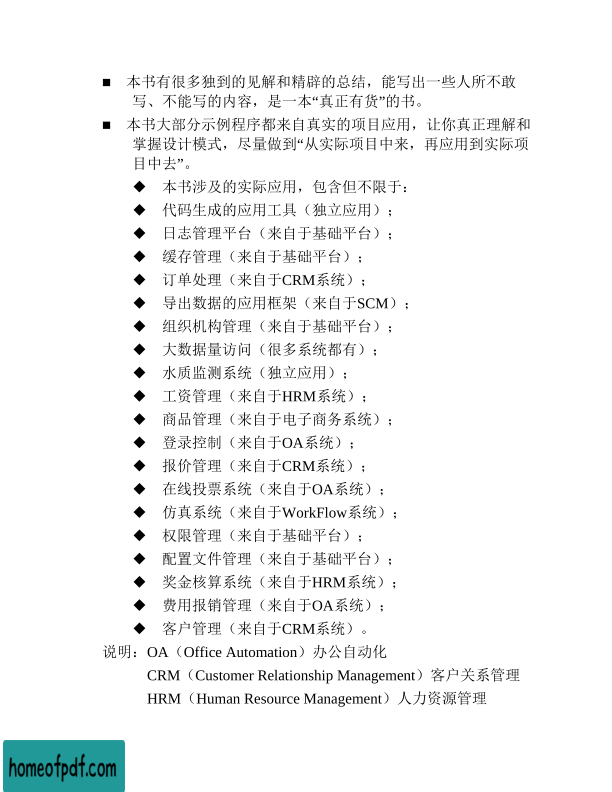 ■ 本书有很多独到的见解和精辟的总结，能写出一些人所不敢
写、不能写的内容，是一本“真正有货”的书。
■ 本书大部分示例程序都来自真实的项目应用，让你真正理解和
掌握设计模式，尽量做到“从实际项目中来，再应用到实际项
目中去”。
◆ 本书涉及的实际应用，包含但不限于：
◆ 代码生成的应用工具（独立应用）；
◆ 日志管理平台（来自于基础平台）；
◆ 缓存管理（来自于基础平台）；
◆ 订单处理（来自于CRM系统）；
◆ 导出数据的应用框架（来自于SCM）；
◆ 组织机构管理（来自于基础平台）；
◆ 大数据量访问（很多系统都有）；
◆ 水质监测系统（独立应用）；
◆ 工资管理（来自于HRM系统）；
◆ 商品管理（来自于电子商务系统）；
◆ 登录控制（来自于OA系统）；
◆ 报价管理（来自于CRM系统）；
◆ 在线投票系统（来自于OA系统）；
◆ 仿真系统（来自于WorkFlow系统）；
◆ 权限管理（来自于基础平台）；
◆ 配置文件管理（来自于基础平台）；
◆ 奖金核算系统（来自于HRM系统）；
◆ 费用报销管理（来自于OA系统）；
◆ 客户管理（来自于CRM系统）。
说明：OA（Office Automation）办公自动化
CRM（Customer Relationship Management）客户关系管理
HRM（Human Resource Management）人力资源管理
homeofpdf.com